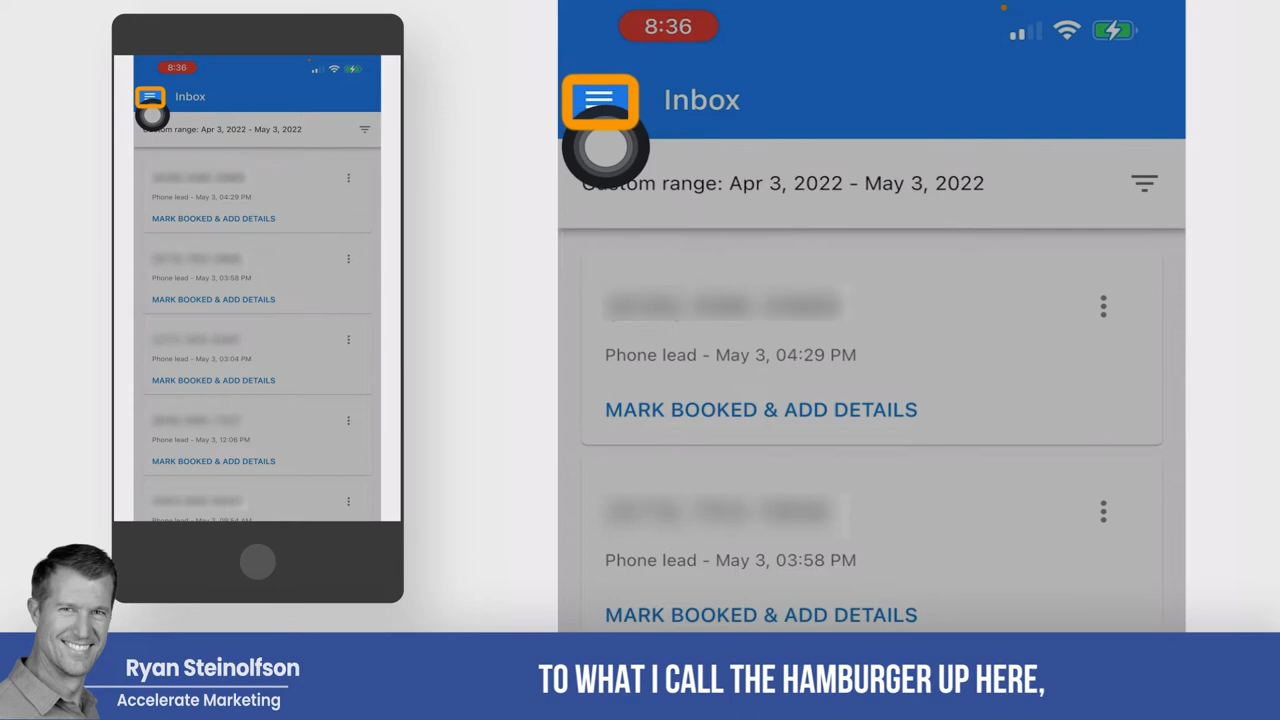 8:36
Inbox
range: Apr 3, 2022 - May 3, 2022
Phone lead - May 3, 04:29 PM
MARK BOOKED & ADD DETAILS
Phone lead - May 3, 03:58 PM
MARK BOOKED & ADD DETAILS
Phone lead - May 3, 03:04 PM
MARK BOOKED & ADD DETAILS
Phone lead - May 3, 12:06 PM
MARK BOOKED & ADD DETAILS
8:36
Inbox
Custom range: Apr 3, 2022 - May 3, 2022
Phone lead - May 3, 04:29 PM
MARK BOOKED & ADD DETAILS
Phone lead - May 3, 03:58 PM
MARK BOOKED & ADD DETAILS
Ryan Steinolfson
Accelerate Marketing
TO WHAT I CALL THE HAMBURGER UP HERE,